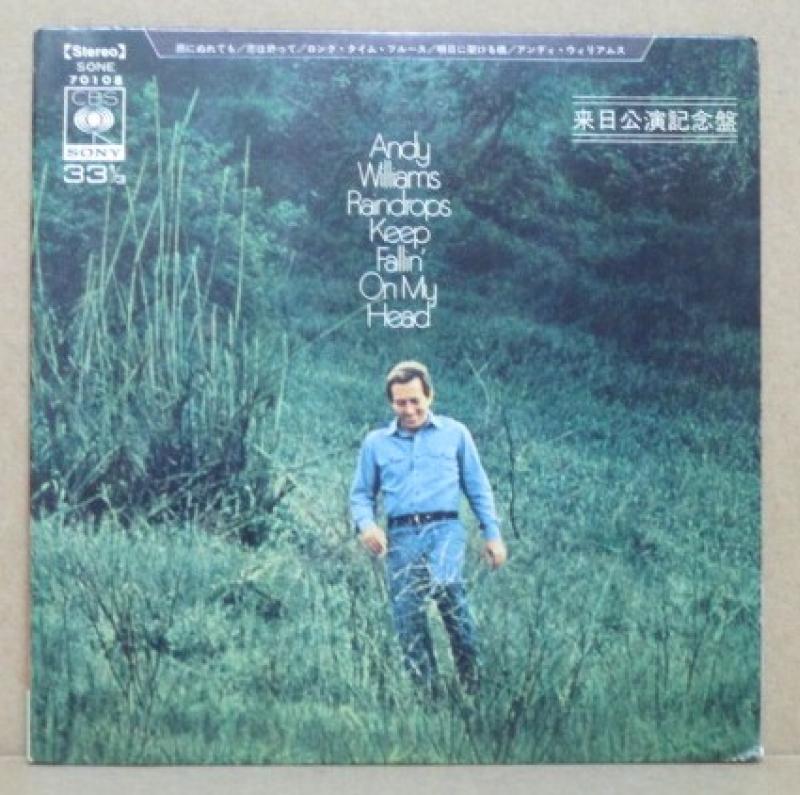 【Stereo】
SONE
70108
CBS
SONY
33⅓
雨にぬれても/恋は終って/ロング・タイム・ブルース/明日に架ける橋/アンディ・ウィリアムス
来日公演記念盤
Andy
Williams
Raindrops
Keep
Fallin'
On My
Head